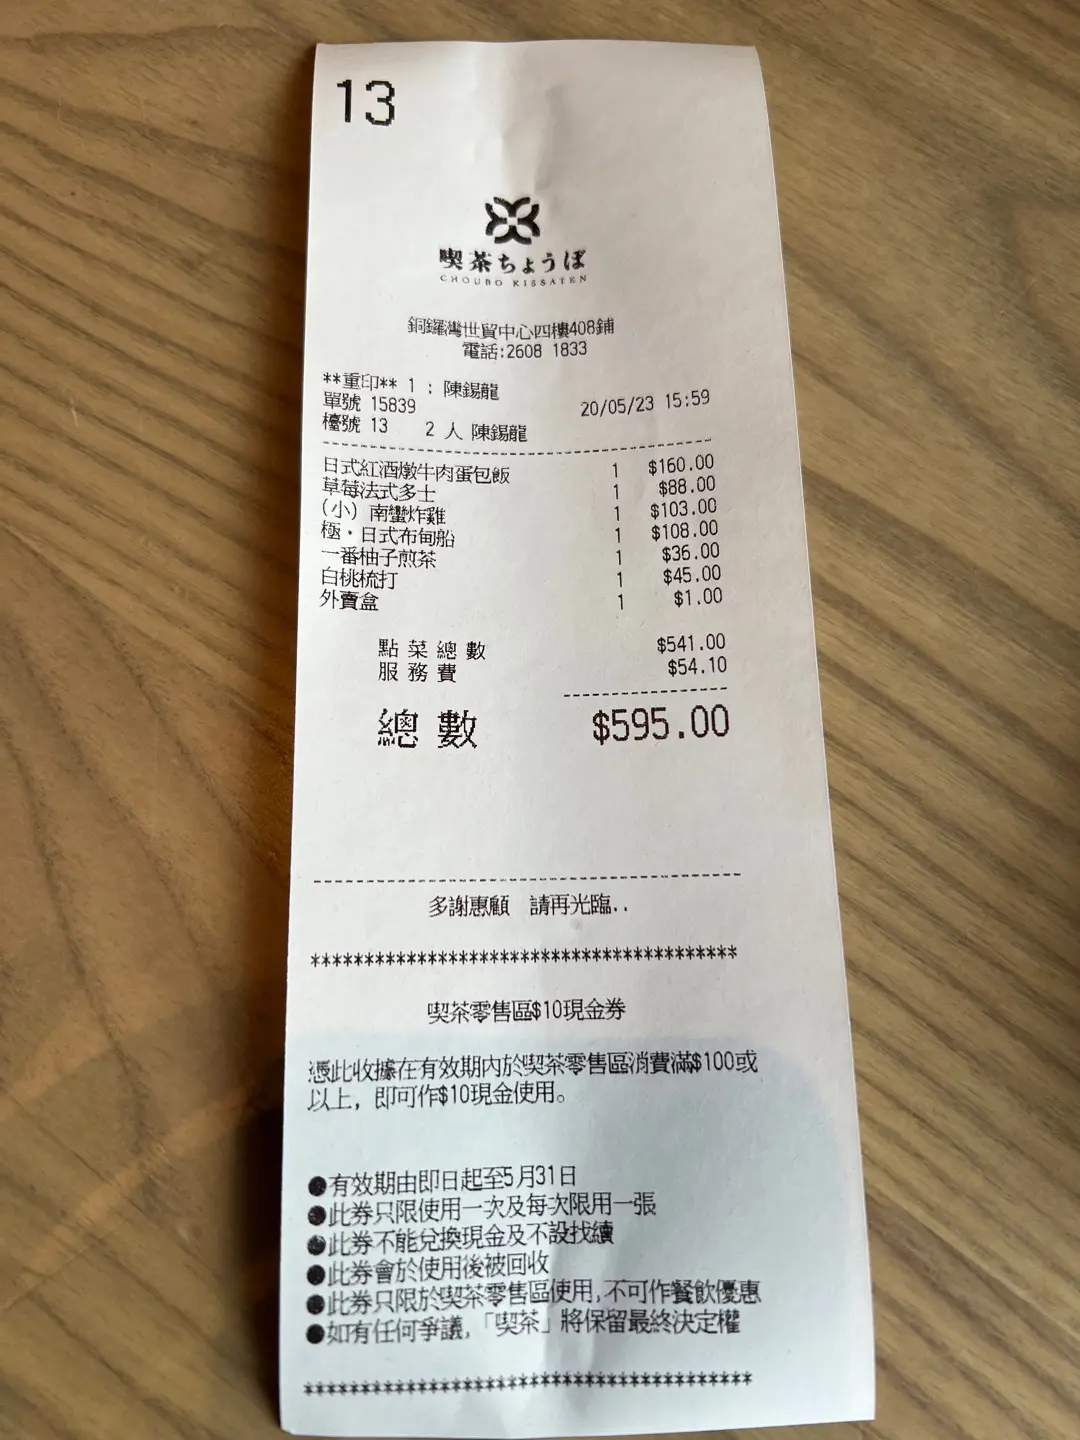 13
喫茶ちょうぼ
CHOUBO KISSATEN
銅鑼灣世貿中心四樓408鋪
電話:2608 1833
**重印** 1 : 陳錫龍
單號 15839 20/05/23 15:59
檯號 13 2 人 陳錫龍
日式紅酒燉牛肉蛋包飯 1 $160.00
草莓法式多士 1 $88.00
(小) 南蠻炸雞 1 $103.00
極・日式布甸船 1 $108.00
一番柚子煎茶 1 $36.00
白桃梳打 1 $45.00
外賣盒 1 $1.00
點菜總數 $541.00
服務費 $54.10
總數 $595.00
多謝惠顧 請再光臨..
******************************************
喫茶零售區$10現金券
憑此收據在有效期內於喫茶零售區消費滿$100或
以上, 即可作$10現金使用。
●有效期由即日起至5月31日
●此券只限使用一次及每次限用一張
●此券不能兌換現金及不設找續
●此券會於使用後被回收
●此券只限於喫茶零售區使用,不可作餐飲優惠
●如有任何爭議,「喫茶」將保留最終決定權
******************************************